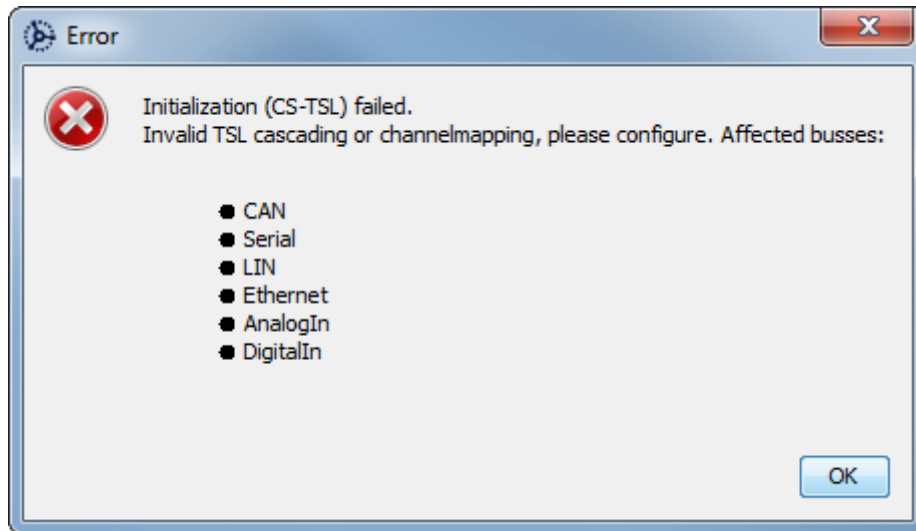 Error
Initialization (CS-TSL) failed.
Invalid TSL cascading or channelmapping, please configure. Affected busses:
CAN
Serial
LIN
Ethernet
AnalogIn
DigitalIn
OK